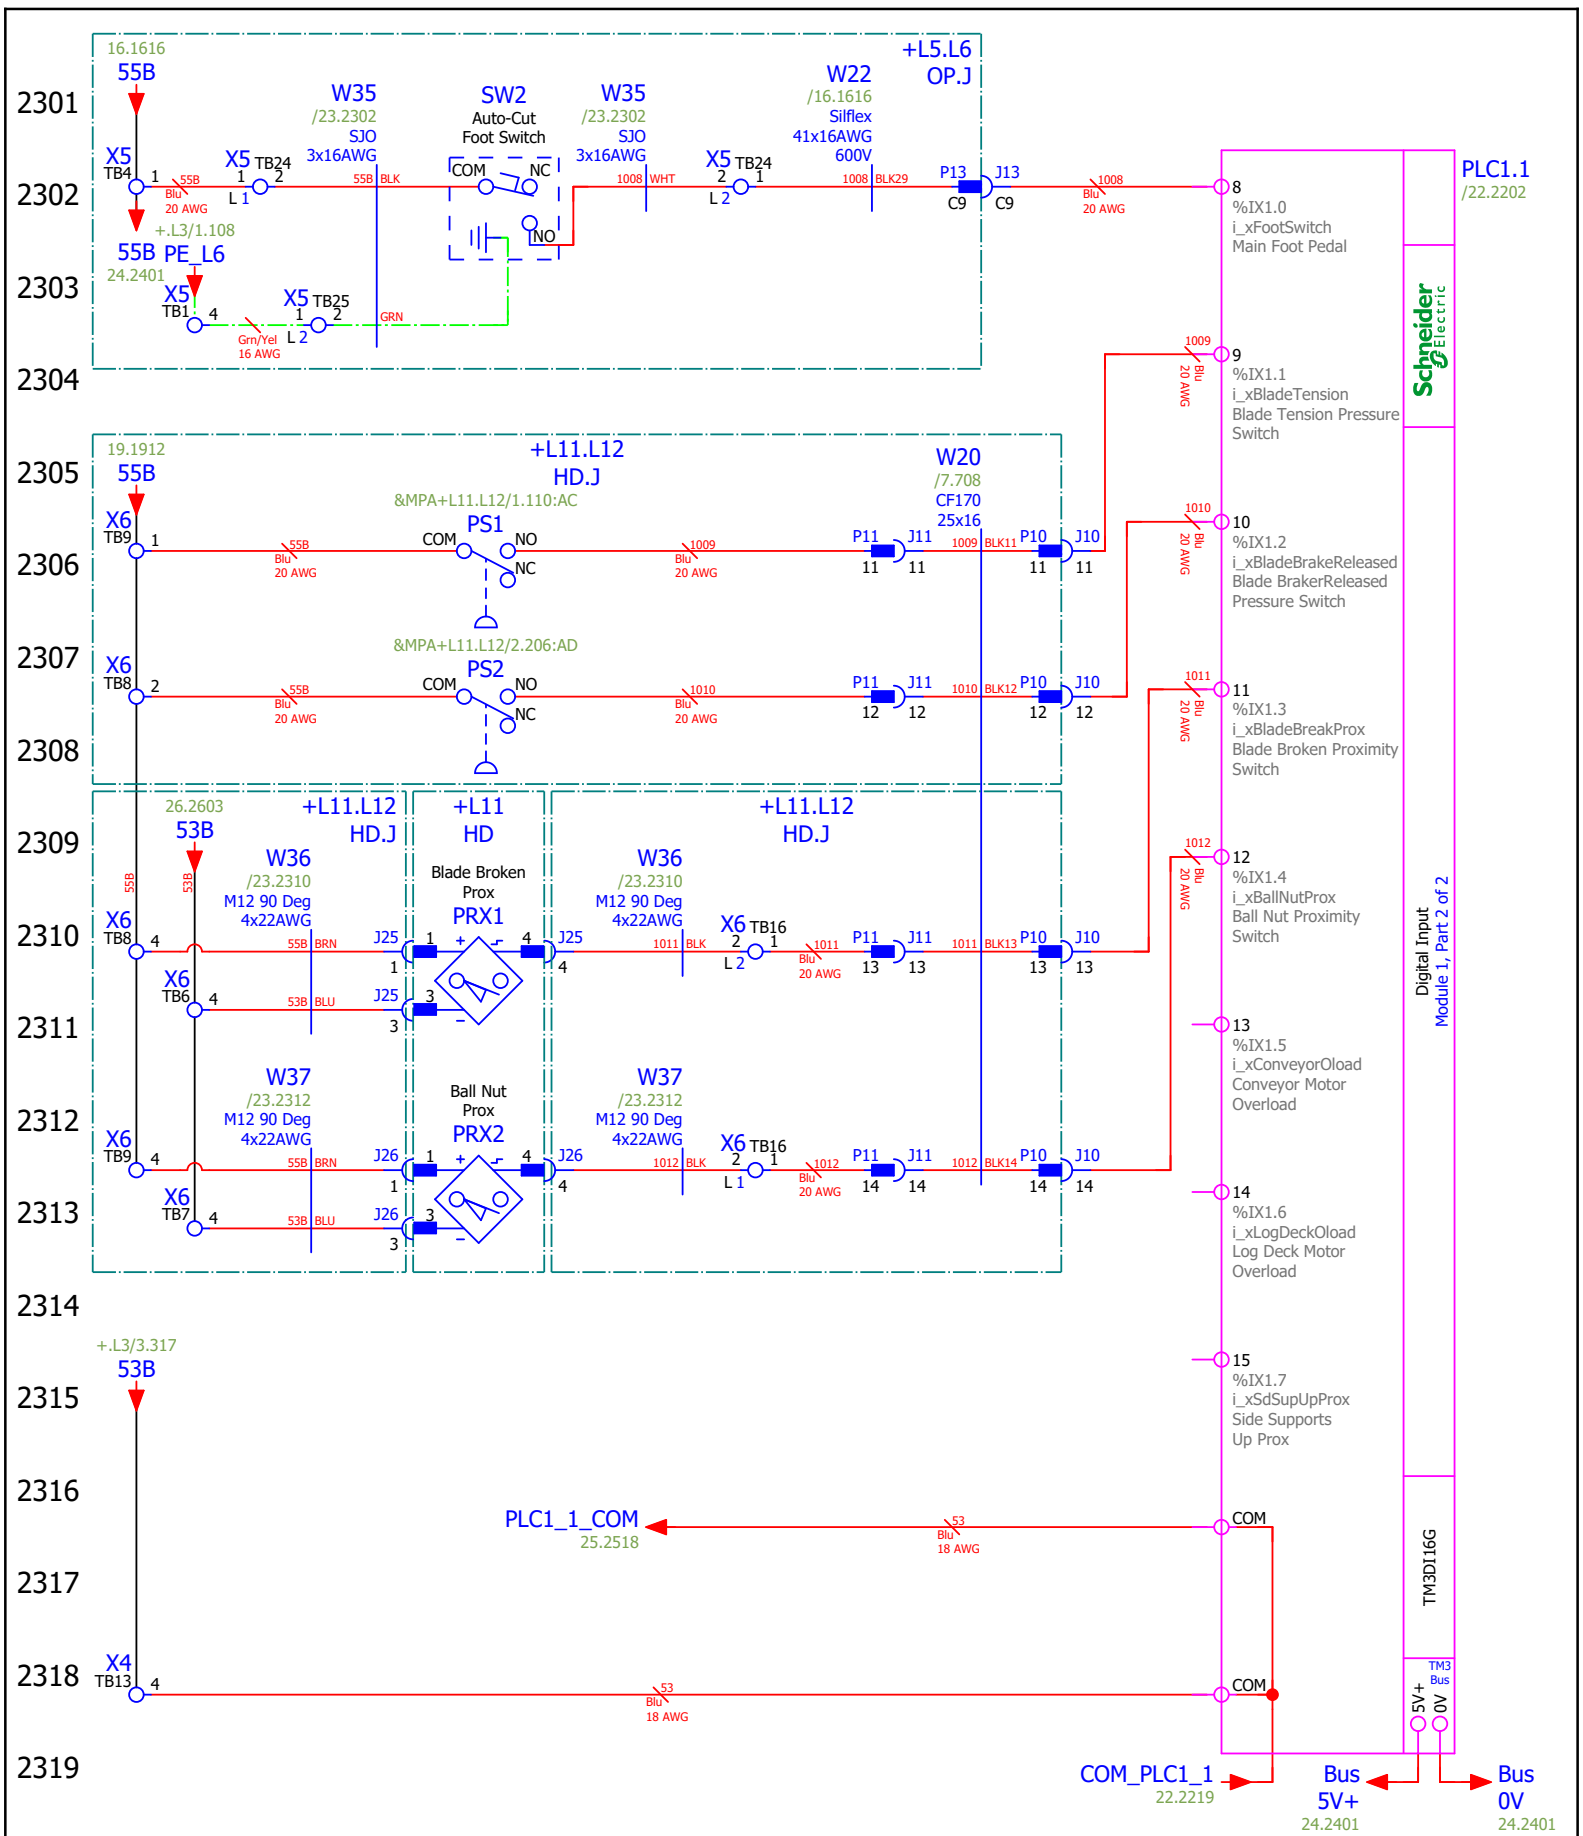 2301
2302
2303
2304
2305
2306
2307
2308
2309
2310
2311
2312
2313
2314
2315
2316
2317
2318
2319
+L5.L6
OP.J
16.1616
55B
X5
TB4
1
55B
Blu
20 AWG
X5 TB24
1 2
L 1
W35
/23.2302
SJO
3x16AWG
55B BLK
SW2
Auto-Cut
Foot Switch
COM NC
NO
W35
/23.2302
SJO
3x16AWG
1008 WHT
X5 TB24
2 1
L 2
W22
/16.1616
Silflex
41x16AWG
600V
1008 BLK29
P13 J13
C9 C9
1008
Blu
20 AWG
55B
24.2401
+.L3/1.108
PE_L6
X5
TB1
4
Grn/Yel
16 AWG
X5 TB25
1 2
L 2
GRN
+L11.L12
HD.J
19.1912
55B
X6
TB9
1
55B
Blu
20 AWG
&MPA+L11.L12/1.110:AC
PS1
COM NO
NC
1009
Blu
20 AWG
P11 J11
11 11
W20
/7.708
CF170
25x16
1009 BLK11
P10 J10
11 11
X6
TB8
2
55B
Blu
20 AWG
&MPA+L11.L12/2.206:AD
PS2
COM NO
NC
1010
Blu
20 AWG
P11 J11
12 12
1010 BLK12
P10 J10
12 12
+L11.L12
HD.J
26.2603
53B
55B
53B
W36
/23.2310
M12 90 Deg
4x22AWG
X6
TB8
4
55B BRN
J25
1
X6
TB6
4
53B BLU
J25
3
+L11
HD
Blade Broken
Prox
PRX1
1 + 4
3 −
+L11.L12
HD.J
J25
4
W36
/23.2310
M12 90 Deg
4x22AWG
1011 BLK
X6 TB16
2 1
L 2
1011
Blu
20 AWG
P11 J11
13 13
1011 BLK13
P10 J10
13 13
W37
/23.2312
M12 90 Deg
4x22AWG
X6
TB9
4
55B BRN
J26
1
X6
TB7
4
53B BLU
J26
3
Ball Nut
Prox
PRX2
1 + 4
3 −
J26
4
W37
/23.2312
M12 90 Deg
4x22AWG
1012 BLK
X6 TB16
2 1
L 1
1012
Blu
20 AWG
P11 J11
14 14
1012 BLK14
P10 J10
14 14
+.L3/3.317
53B
X4
TB13
4
53
Blu
18 AWG
PLC1_1_COM
25.2518
53
Blu
18 AWG
COM_PLC1_1
22.2219
1009
Blu
20 AWG
1010
Blu
20 AWG
1011
Blu
20 AWG
1012
Blu
20 AWG
8
%IX1.0
i_xFootSwitch
Main Foot Pedal
9
%IX1.1
i_xBladeTension
Blade Tension Pressure
Switch
10
%IX1.2
i_xBladeBrakeReleased
Blade BrakerReleased
Pressure Switch
11
%IX1.3
i_xBladeBreakProx
Blade Broken Proximity
Switch
12
%IX1.4
i_xBallNutProx
Ball Nut Proximity
Switch
13
%IX1.5
i_xConveyorOload
Conveyor Motor
Overload
14
%IX1.6
i_xLogDeckOload
Log Deck Motor
Overload
15
%IX1.7
i_xSdSupUpProx
Side Supports
Up Prox
COM
COM
PLC1.1
/22.2202
Schneider
Electric
Digital Input
Module 1, Part 2 of 2
TM3DI16G
TM3
Bus
5V+
0V
Bus
5V+
24.2401
Bus
0V
24.2401